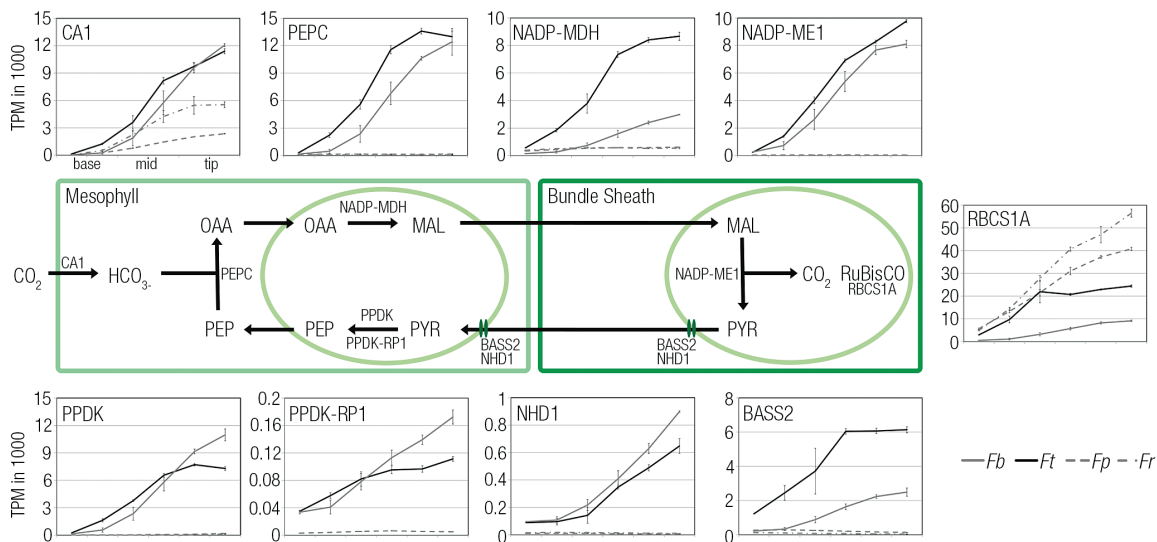 CA1
PEPC
NADP-MDH
NADP-ME1
TPM in 1000
15
12
9
6
3
0
base
mid
tip
15
12
9
6
3
0
10
8
6
4
2
0
10
8
6
4
2
0
Mesophyll
Bundle Sheath
CO2
CA1
HCO3-
OAA
PEPC
PEP
OAA
NADP-MDH
MAL
PEP
PPDK
PPDK-RP1
PYR
BASS2
NHD1
MAL
NADP-ME1
CO2
RuBisCO
RBCS1A
PYR
BASS2
NHD1
RBCS1A
60
50
40
30
20
10
0
PPDK
PPDK-RP1
NHD1
BASS2
TPM in 1000
15
12
9
6
3
0
0.2
0.16
0.12
0.08
0.04
0
1
0.8
0.6
0.4
0.2
0
8
6
4
2
0
Fb Ft Fp Fr